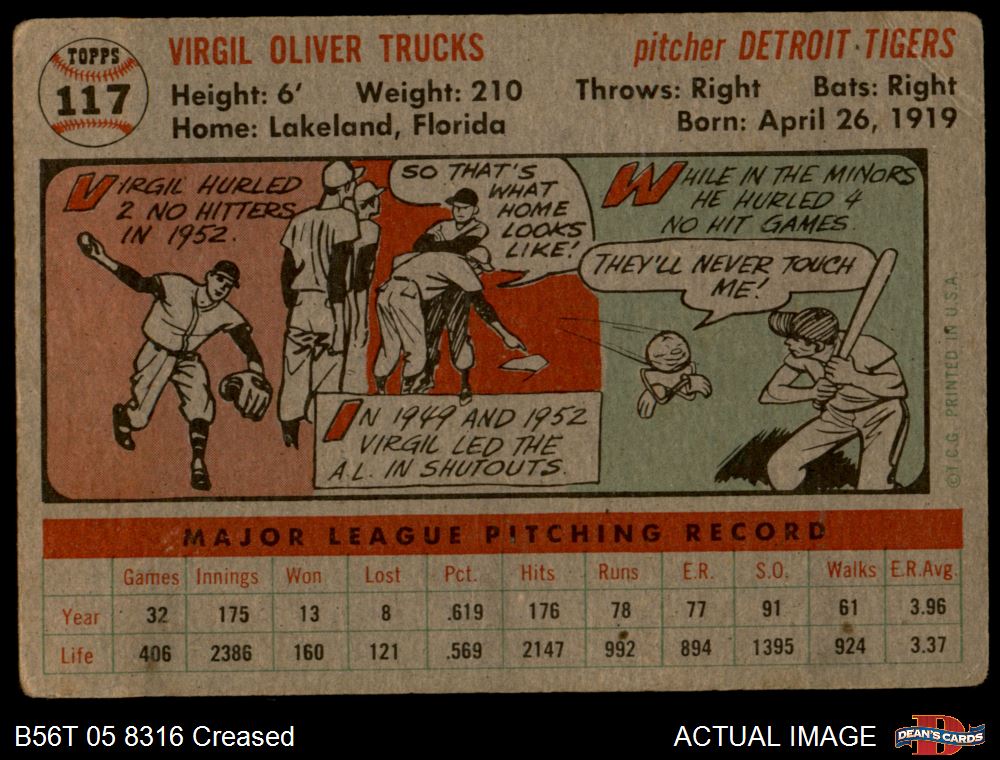 TOPPS
117
VIRGIL OLIVER TRUCKS
pitcher DETROIT TIGERS
Height: 6' Weight: 210 Throws: Right Bats: Right
Home: Lakeland, Florida Born: April 26, 1919
VIRGIL HURLED
2 NO HITTERS
IN 1952.
SO THAT'S
WHAT
HOME
LOOKS
LIKE!
IN 1949 AND 1952
VIRGIL LED THE
A.L. IN SHUTOUTS.
WHILE IN THE MINORS
HE HURLED 4
NO HIT GAMES.
THEY'LL NEVER TOUCH
ME!
©T.C.G. PRINTED IN U.S.A.
MAJOR LEAGUE PITCHING RECORD
Games Innings Won Lost Pct. Hits Runs E.R. S.O. Walks E.R.Avg.
Year 32 175 13 8 .619 176 78 77 91 61 3.96
Life 406 2386 160 121 .569 2147 992 894 1395 924 3.37
B56T 05 8316 Creased
ACTUAL IMAGE
DEAN'S CARDS